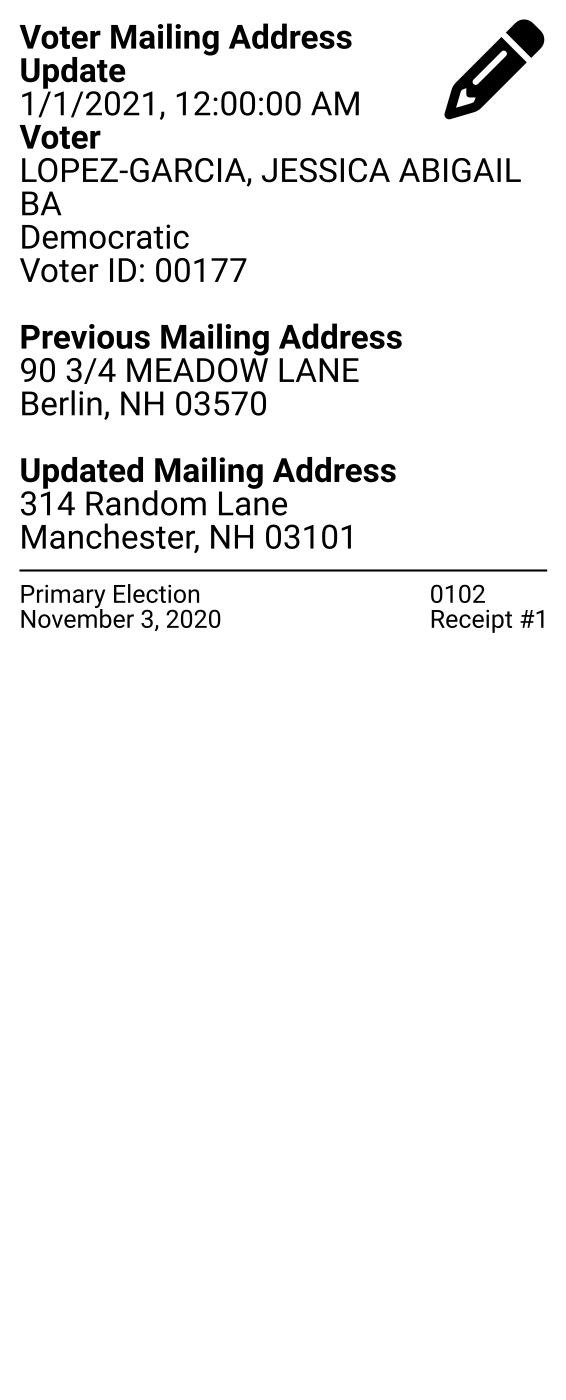 Voter Mailing Address
Update
1/1/2021, 12:00:00 AM
Voter
LOPEZ-GARCIA, JESSICA ABIGAIL
BA
Democratic
Voter ID: 00177
Previous Mailing Address
90 3/4 MEADOW LANE
Berlin, NH 03570
Updated Mailing Address
314 Random Lane
Manchester, NH 03101
Primary Election
November 3, 2020
0102
Receipt #1